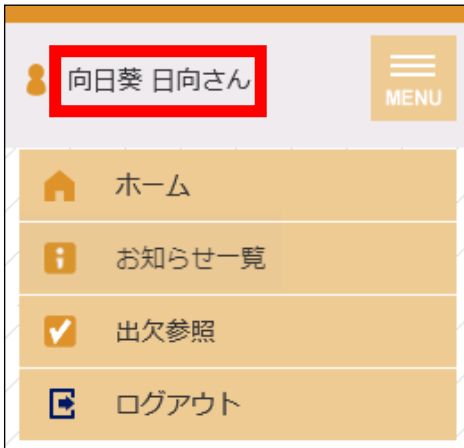 向日葵 日向さん
MENU
ホーム
お知らせ一覧
出欠参照
ログアウト